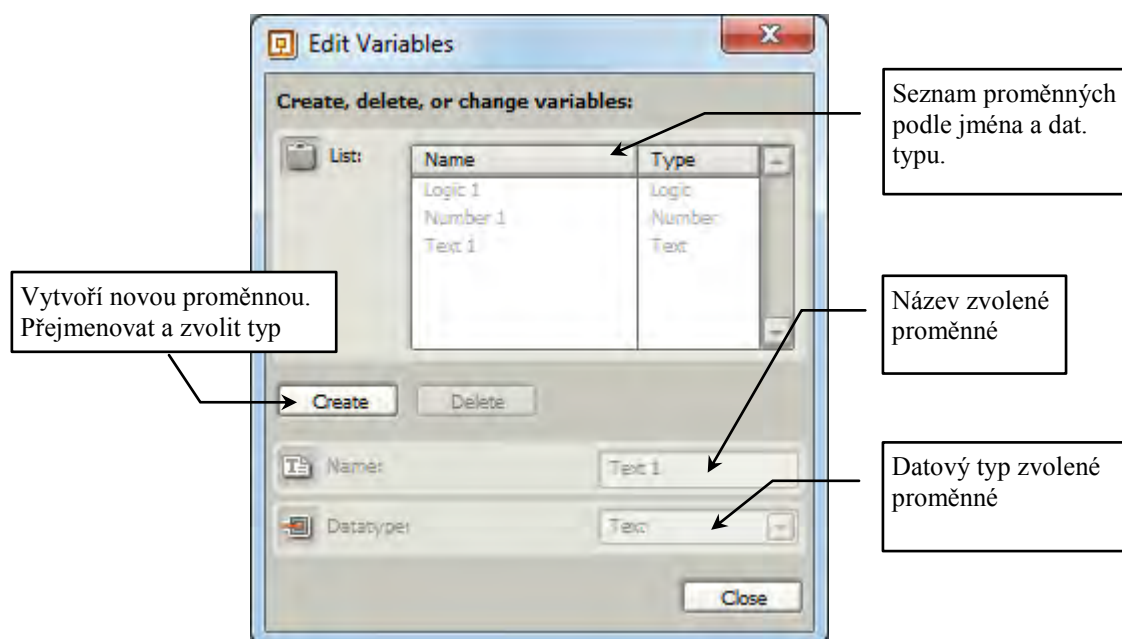 Edit Variables
Create, delete, or change variables:
List:
Name Type
Logic 1 Logic
Number 1 Number
Text 1 Text
Create Delete
Name: Text 1
Datatype: Text
Close
Seznam proměnných
podle jména a dat.
typu.
Vytvoří novou proměnnou.
Přejmenovat a zvolit typ
Název zvolené
proměnné
Datový typ zvolené
proměnné